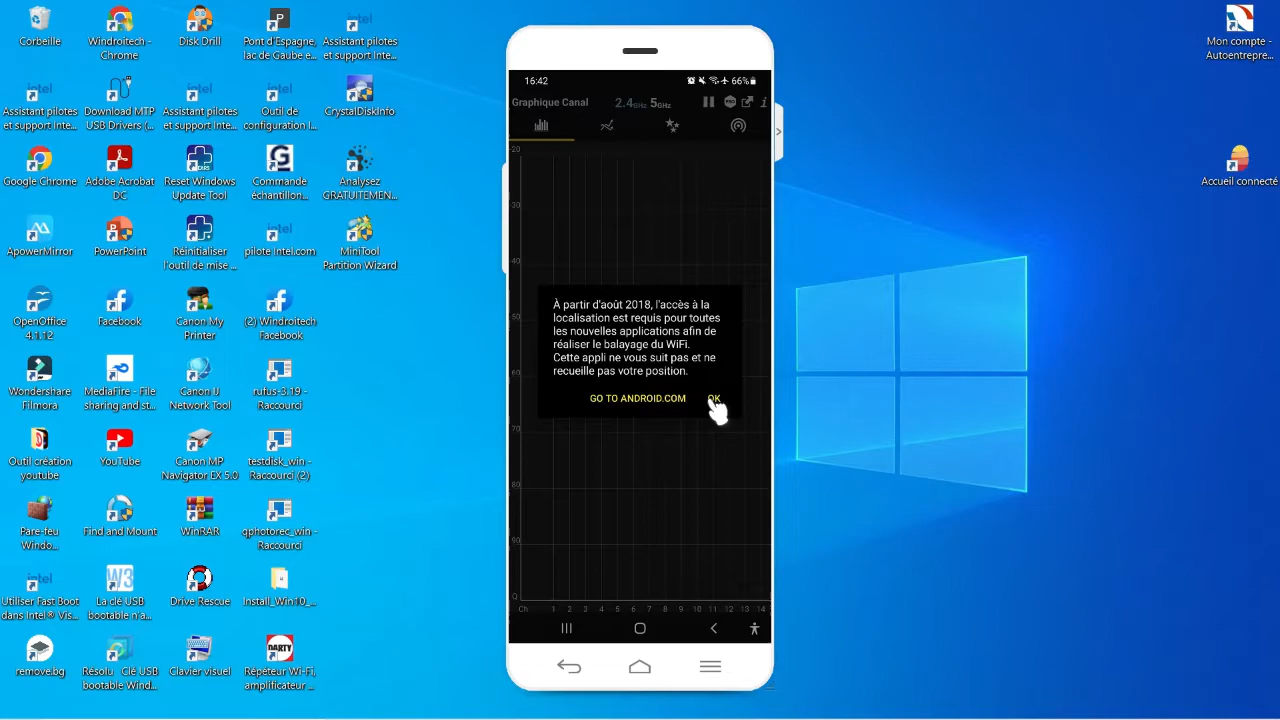 Corbeille
Windroitech -
Chrome
Disk Drill
Pont d'Espagne,
lac de Gaube e...
Assistant pilotes
et support Inte...
Assistant pilotes
et support Inte...
Download MTP
USB Drivers (...
Assistant pilotes
et support Inte...
Outil de
configuration I...
CrystalDiskInfo
Google Chrome
Adobe Acrobat
DC
Reset Windows
Update Tool
Commande
échantillon...
Analysez
GRATUITEMEN...
ApowerMirror
PowerPoint
Réinitialiser
l'outil de mise ...
pilote intel.com
MiniTool
Partition Wizard
OpenOffice
4.1.12
Facebook
Canon My
Printer
(2) Windroitech
Facebook
Wondershare
Filmora
MediaFire - File
sharing and st...
Canon IJ
Network Tool
rufus-3.19 -
Raccourci
Outil création
youtube
YouTube
Canon MP
Navigator EX 5.0
testdisk_win -
Raccourci (2)
Pare-feu
Windo...
Find and Mount
WinRAR
qphotorec_win -
Raccourci
Utiliser Fast Boot
dans Intel® Vis...
La clé USB
bootable n'a...
Drive Rescue
Install_Win10_...
remove.bg
Résolu Clé USB
bootable Wind...
Clavier visuel
DARTY
Répéteur Wi-Fi,
amplificateur ...
16:42
66%
Graphique Canal 2.4GHz 5GHz
-20
-30
-40
-50
-60
-70
-80
-90
À partir d'août 2018, l'accès à la
localisation est requis pour toutes
les nouvelles applications afin de
réaliser le balayage du WiFi.
Cette appli ne vous suit pas et ne
recueille pas votre position.
GO TO ANDROID.COM OK
Ch 1 2 3 4 5 6 7 8 9 10 11 12 13 14
Mon compte -
Autoentrepre...
Accueil connecté